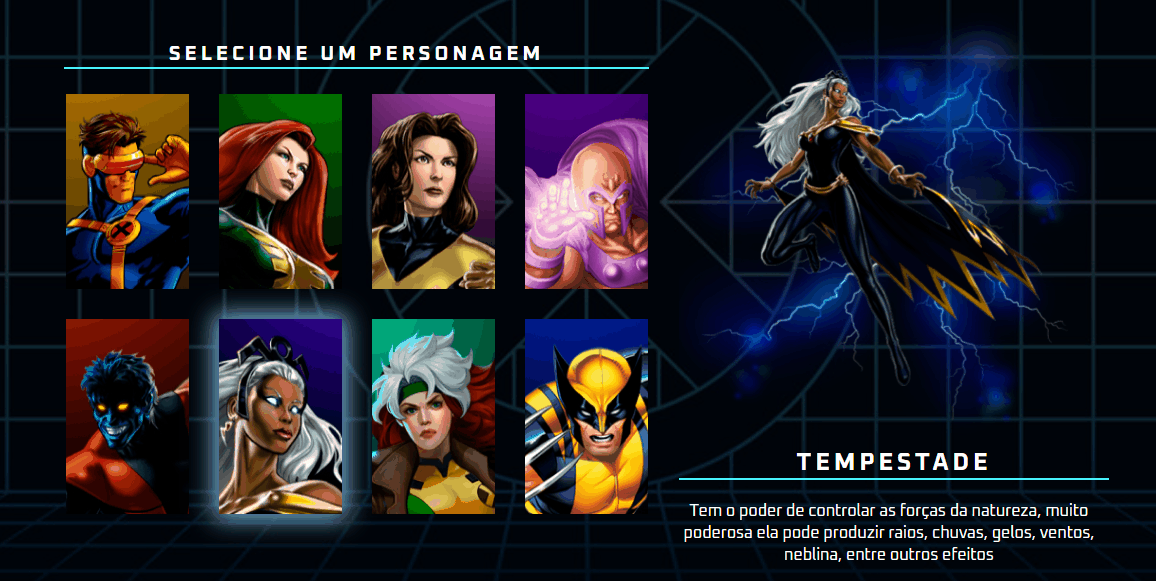 SELECIONE UM PERSONAGEM
TEMPESTADE
Tem o poder de controlar as forças da natureza, muito
poderosa ela pode produzir raios, chuvas, gelos, ventos,
neblina, entre outros efeitos